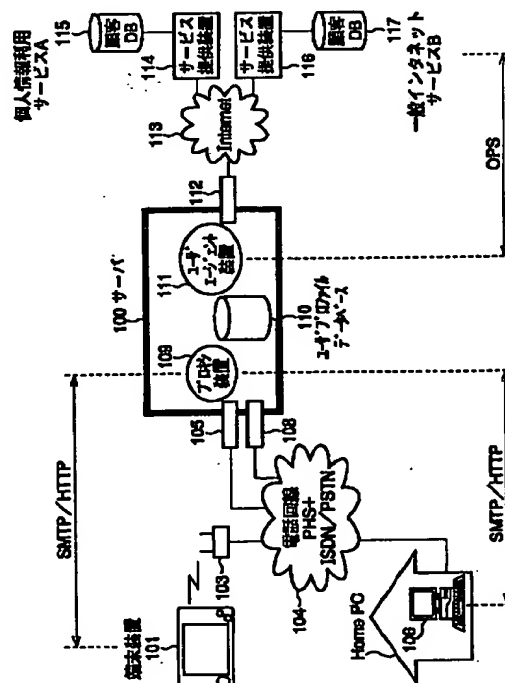 SMTP/HTTP
端末装置
101
103
104
電話回線
PHS+
ISDN/PSTN
Home PC
106
SMTP/HTTP
100 サーバ
105
108
109
プロキシ
装置
110
ユーザプロファイル
データベース
111
ユーザ
エージェント
装置
112
113
Internet
個人情報利用
サービスA
115
顧客
DB
114
サービス
提供装置
サービス
提供装置
116
顧客
DB
117
一般インタネット
サービスB
OPS